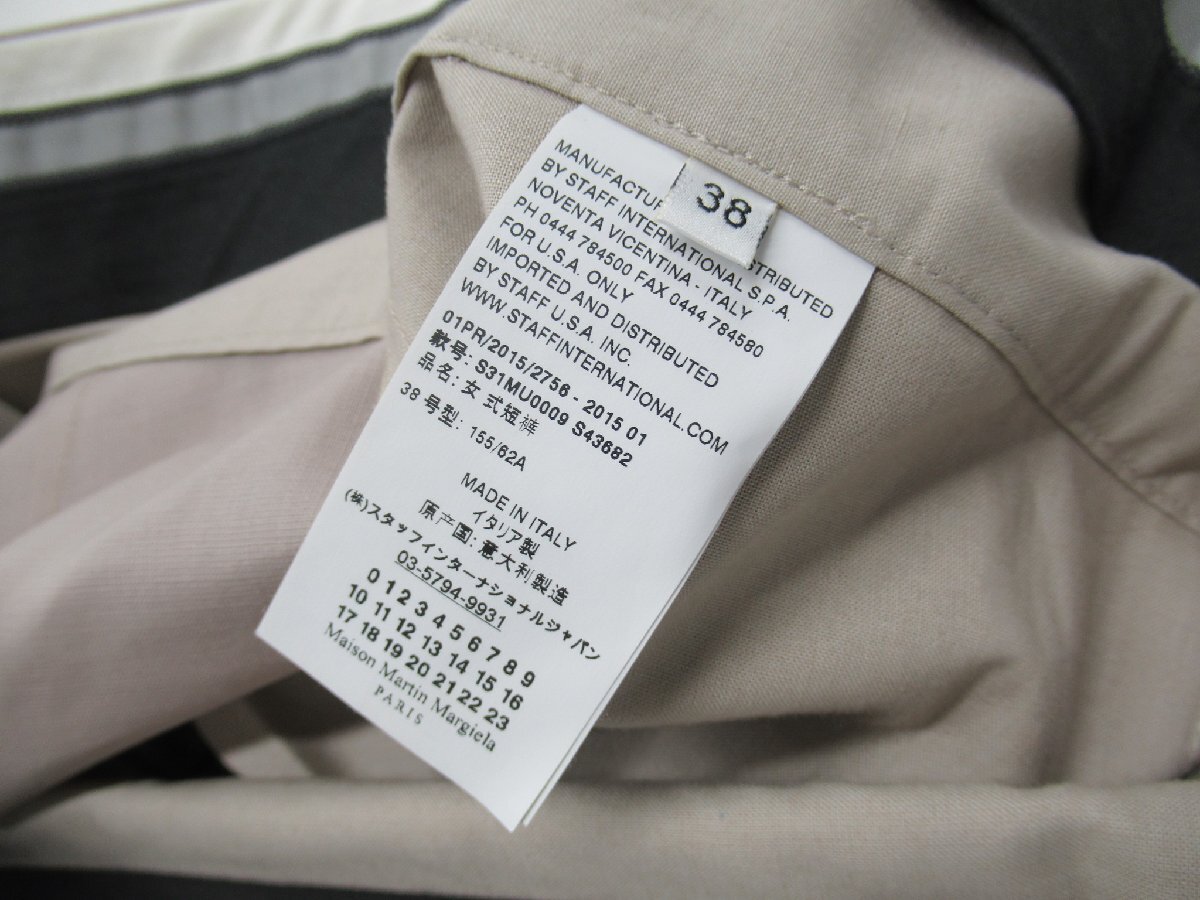 38
MANUFACTUR
STRIBUTED
BY STAFF INTERNATIONAL S.P.A.
NOVENTA VICENTINA - ITALY
PH 0444 784500 FAX 0444 784580
FOR U.S.A. ONLY
IMPORTED AND DISTRIBUTED
BY STAFF U.S.A. INC.
WWW.STAFFINTERNATIONAL.COM
01PR/2015/2756 - 2015 01
款号: S31MU0009 S43682
品名: 女式短裤
38 号型: 155/62A
MADE IN ITALY
イタリア製
原产国: 意大利製造
(株)スタッフインターナショナルジャパン
03-5794-9931
0 1 2 3 4 5 6 7 8 9
10 11 12 13 14 15 16
17 18 19 20 21 22 23
Maison Martin Margiela
PARIS